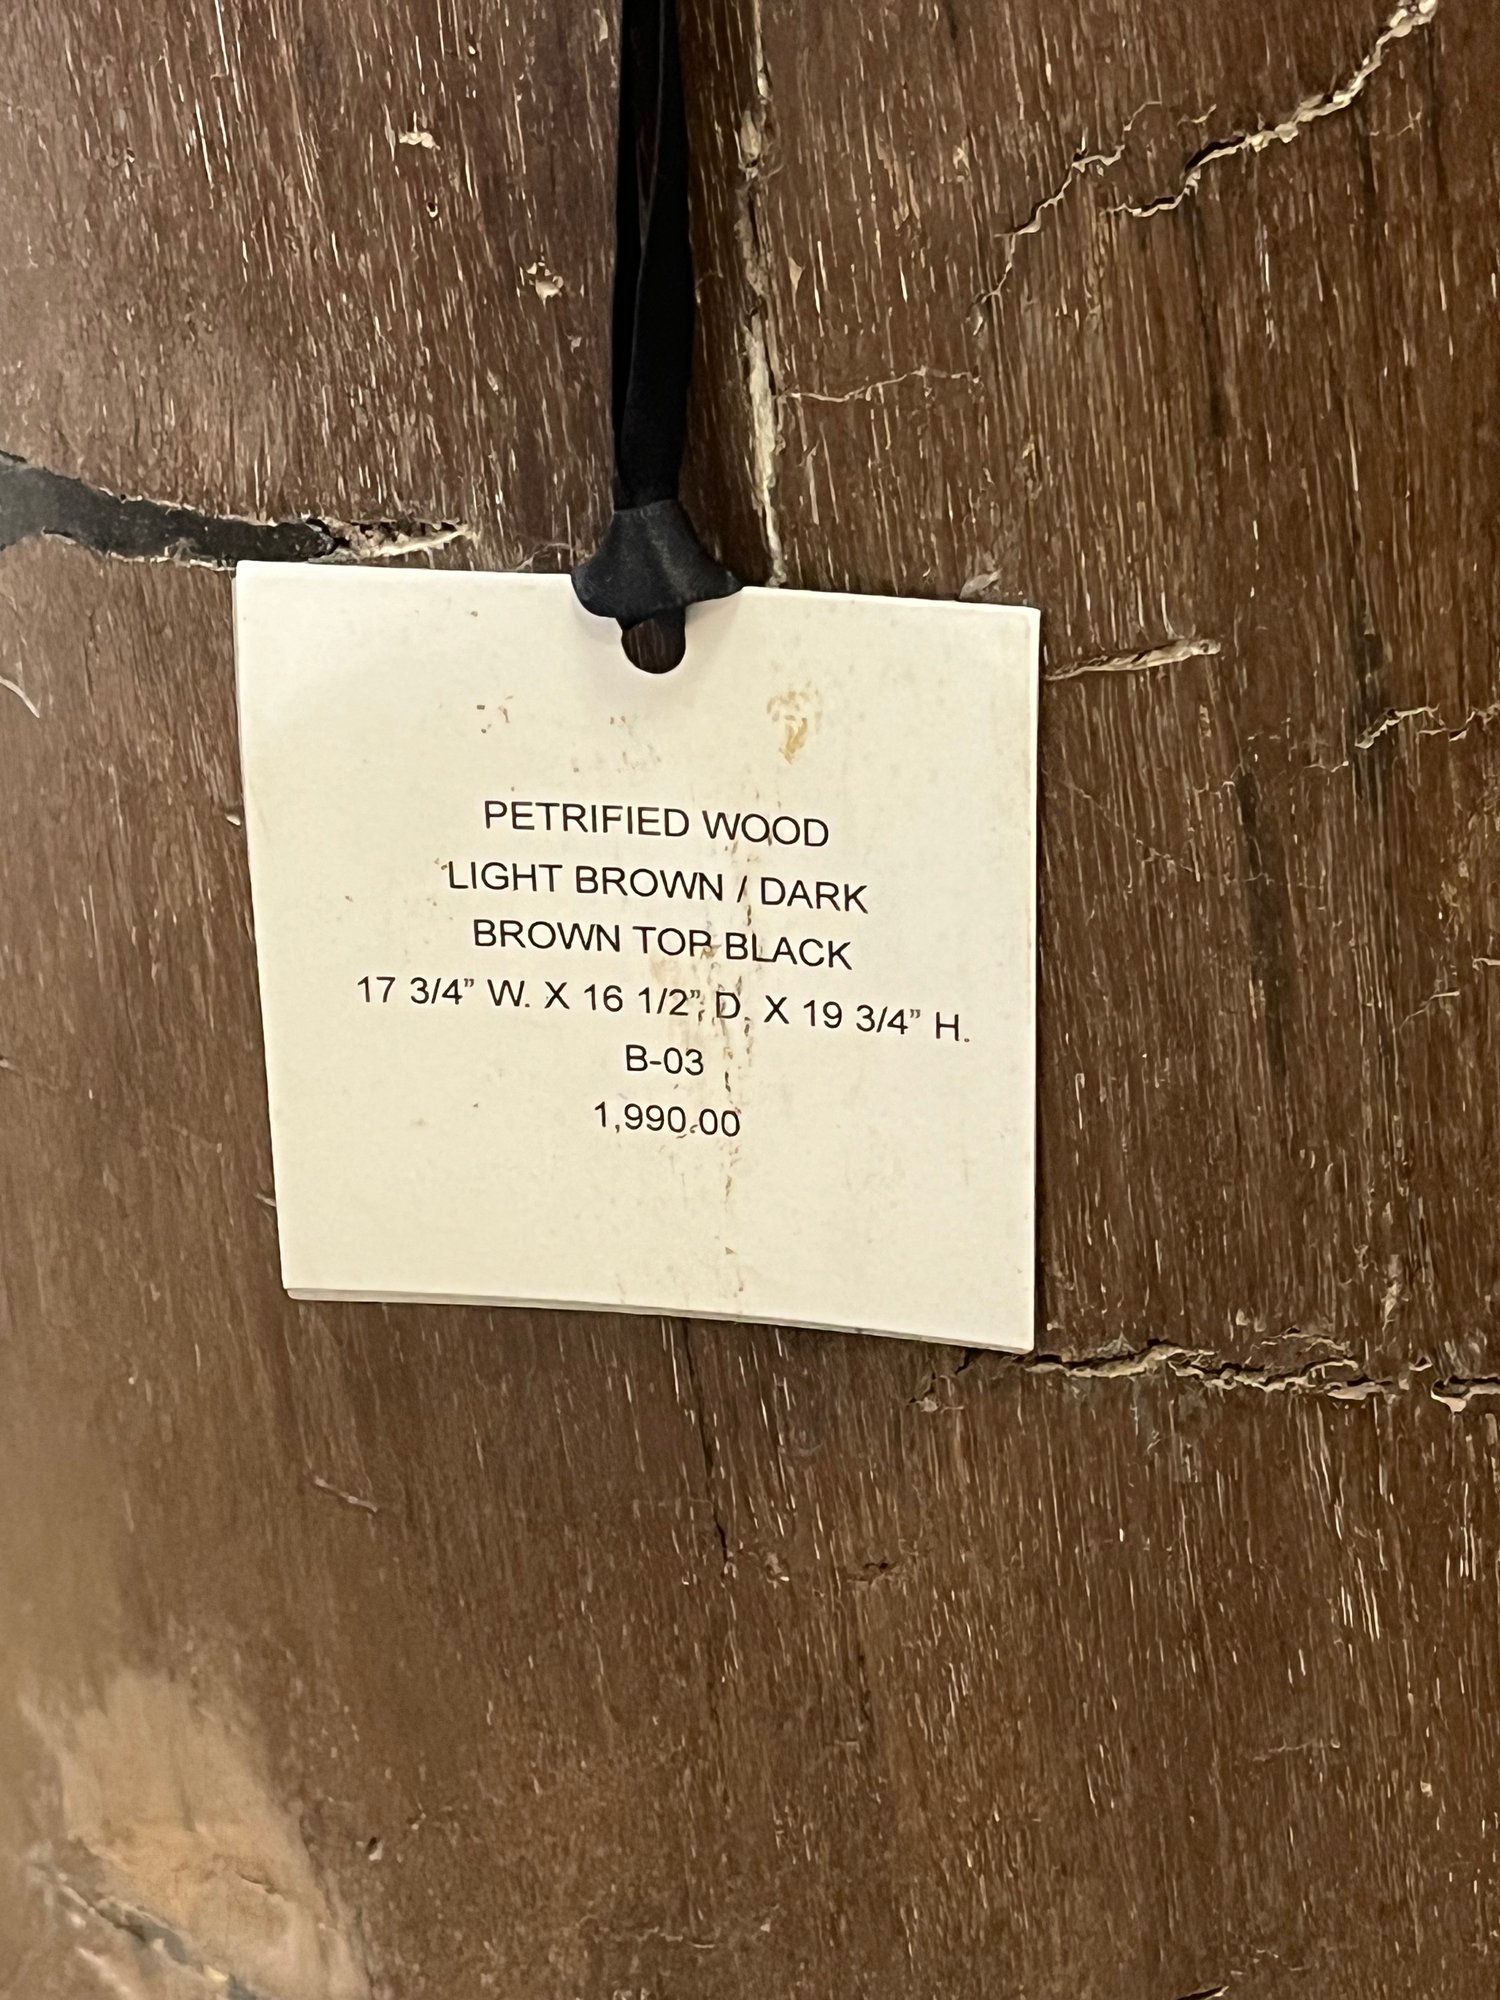 PETRIFIED WOOD
LIGHT BROWN / DARK
BROWN TOP BLACK
17 3/4” W. X 16 1/2” D. X 19 3/4” H.
B-03
1,990.00